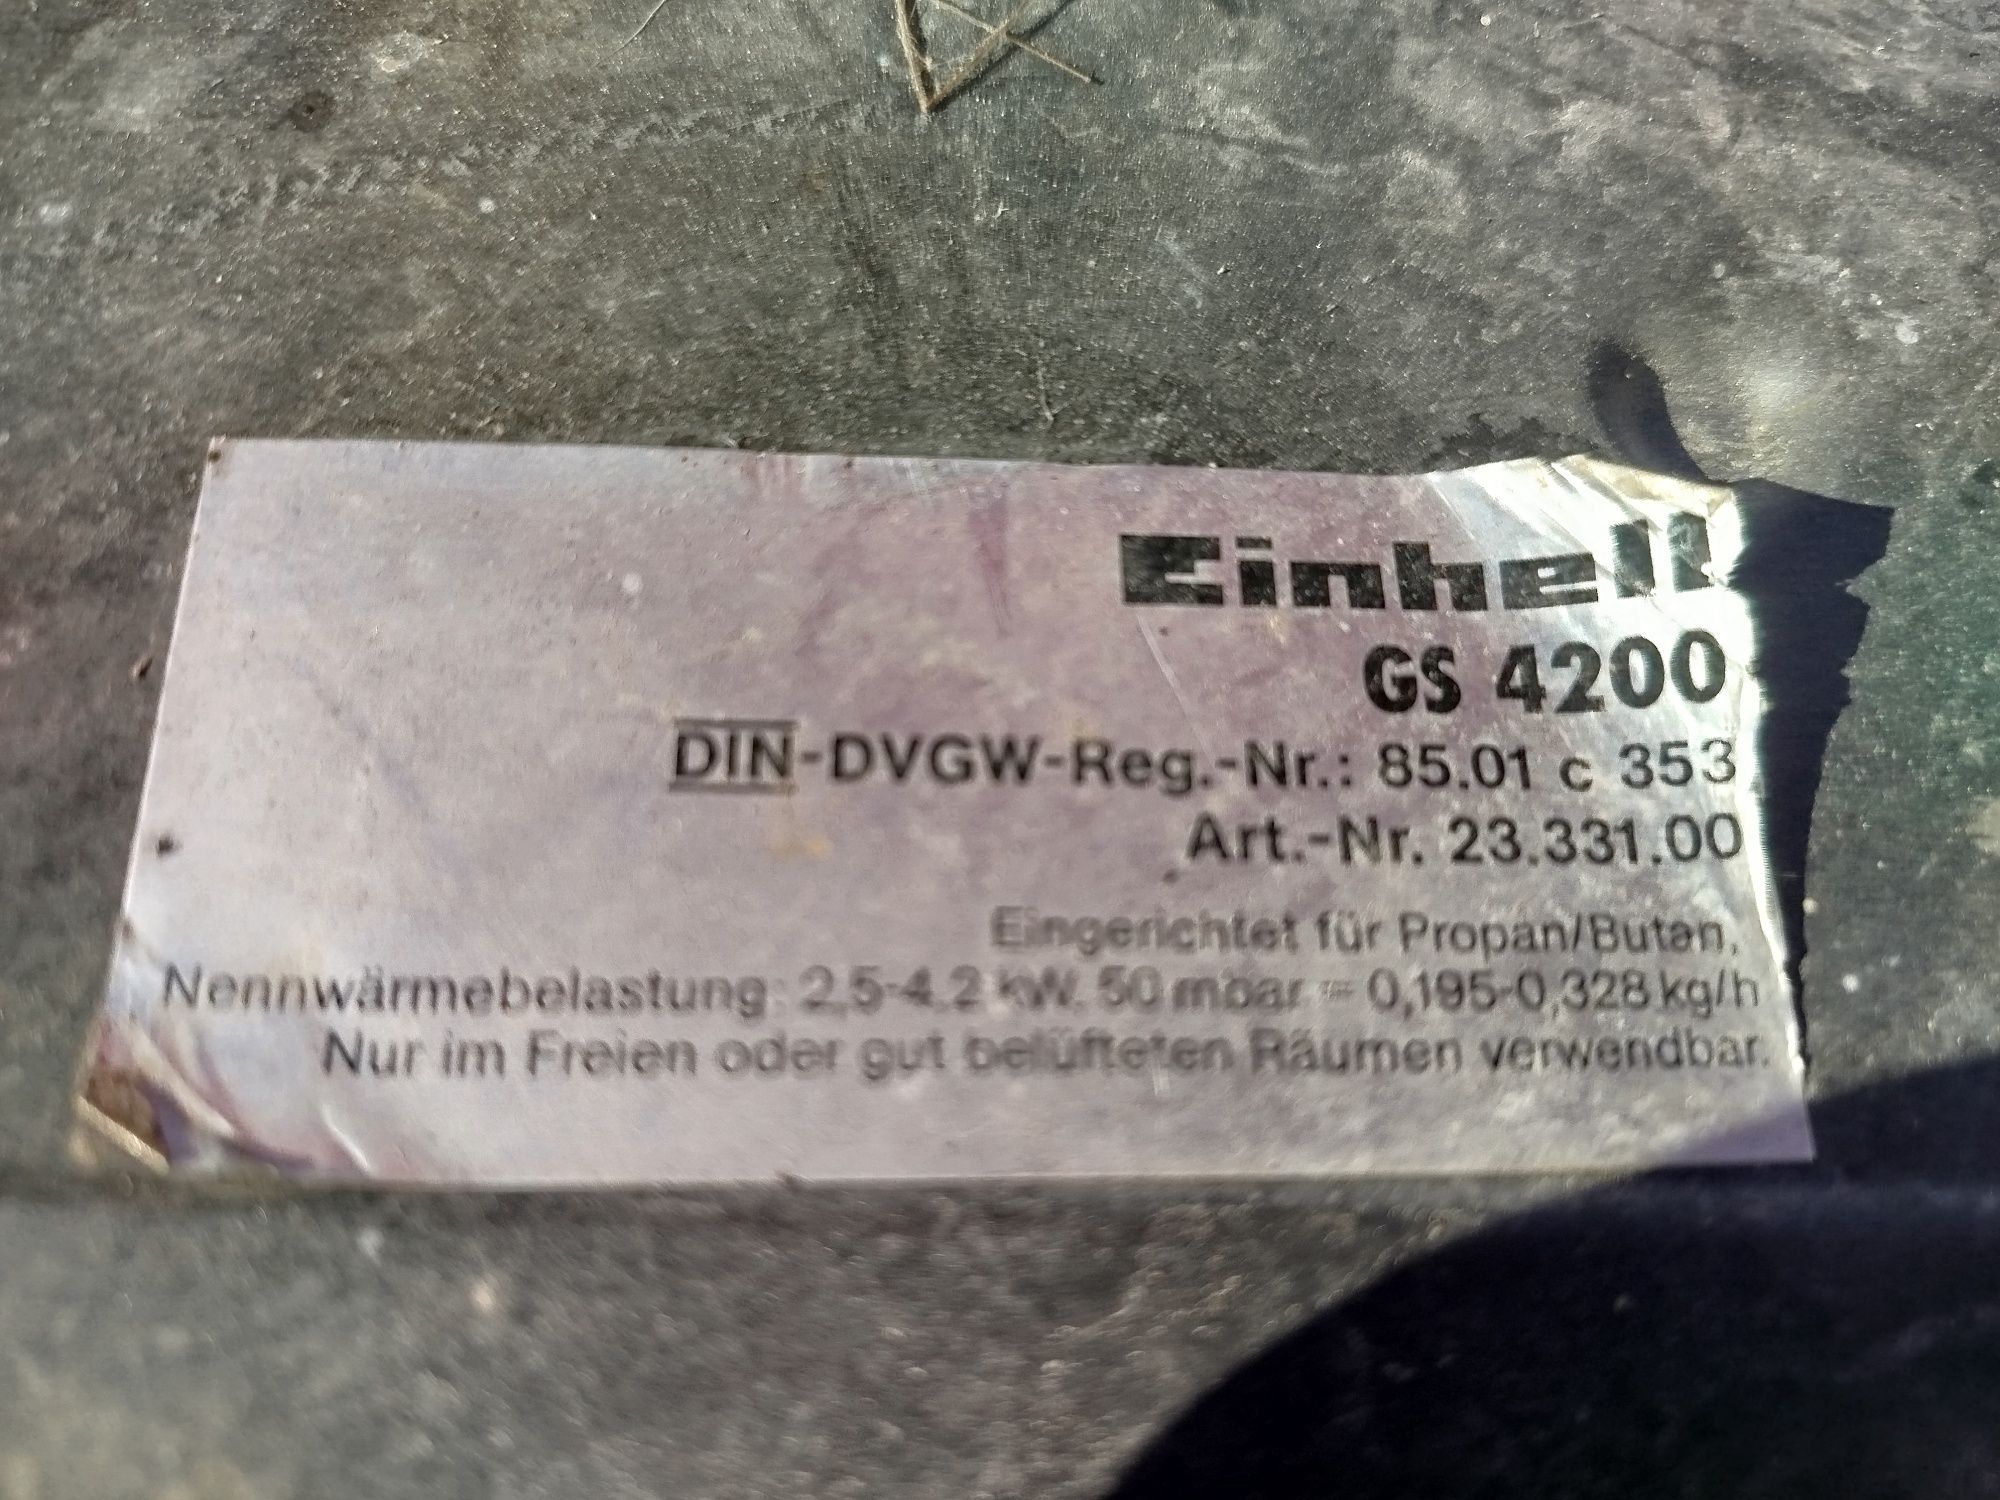 Einhell
GS 4200
DIN-DVGW-Reg.-Nr.: 85.01 c 353
Art.-Nr. 23.331.00
Eingerichtet für Propan/Butan,
Nennwärmebelastung: 2,5-4,2 kW, 50 mbar = 0,195-0,328 kg/h
Nur im Freien oder gut belüfteten Räumen verwendbar.